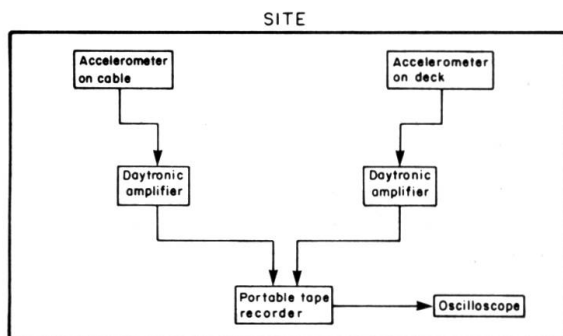 SITE
Accelerometer
on cable
Accelerometer
on deck
Daytronic
amplifier
Daytronic
amplifier
Portable tape
recorder
Oscilloscope